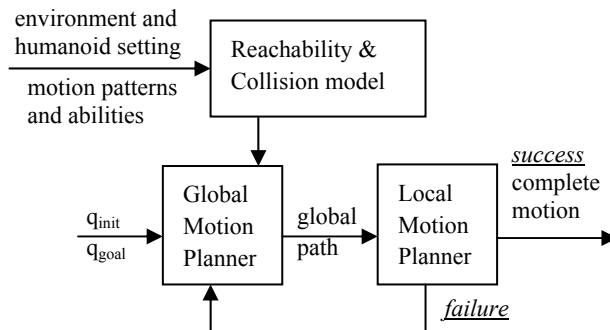 environment and
humanoid setting
motion patterns
and abilities
Reachability &
Collision model
q_init
q_goal
Global
Motion
Planner
global
path
Local
Motion
Planner
success
complete
motion
failure